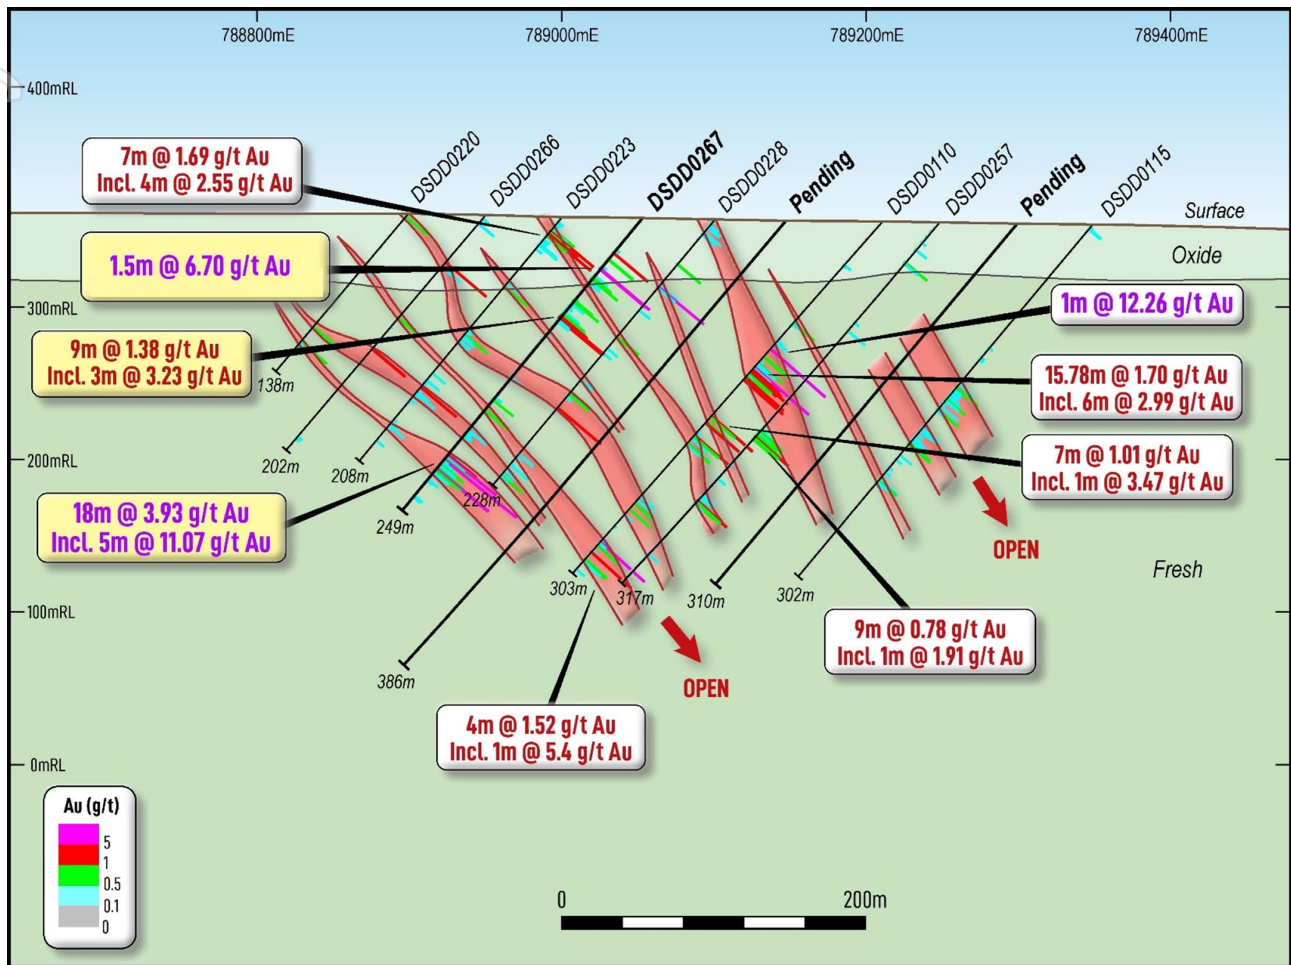 788800mE
789000mE
789200mE
789400mE
400mRL
DSDD0220
DSDD0266
DSDD0223
DSDD0267
DSDD0228
Pending
DSDD0110
DSDD0257
Pending
DSDD0115
7m @ 1.69 g/t Au
Incl. 4m @ 2.55 g/t Au
Surface
Oxide
1.5m @ 6.70 g/t Au
300mRL
1m @ 12.26 g/t Au
9m @ 1.38 g/t Au
Incl. 3m @ 3.23 g/t Au
138m
15.78m @ 1.70 g/t Au
Incl. 6m @ 2.99 g/t Au
200mRL
202m
208m
228m
249m
7m @ 1.01 g/t Au
Incl. 1m @ 3.47 g/t Au
18m @ 3.93 g/t Au
Incl. 5m @ 11.07 g/t Au
OPEN
Fresh
303m
317m
310m
302m
100mRL
9m @ 0.78 g/t Au
Incl. 1m @ 1.91 g/t Au
386m
OPEN
4m @ 1.52 g/t Au
Incl. 1m @ 5.4 g/t Au
0mRL
Au (g/t)
5
1
0.5
0.1
0
0
200m